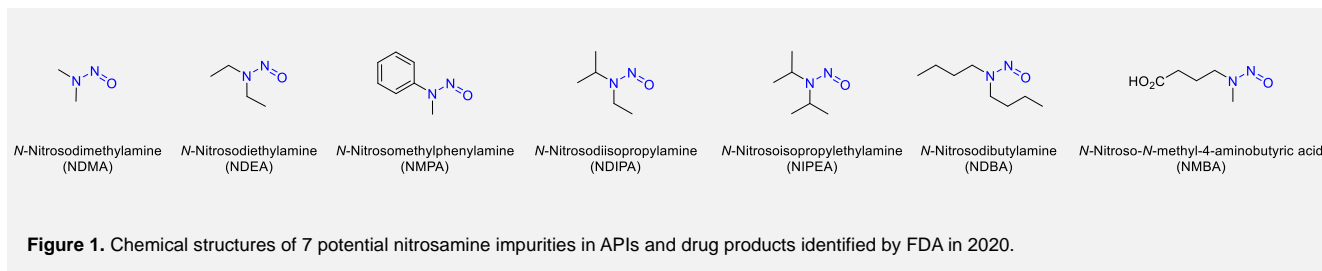 N N O
N N O
N N O
N N O
N N O
N N O
HO2C N N O
N-Nitrosodimethylamine N-Nitrosodiethylamine N-Nitrosomethylphenylamine N-Nitrosodiisopropylamine N-Nitrosoisopropylethylamine N-Nitrosodibutylamine N-Nitroso-N-methyl-4-aminobutyric acid
(NDMA) (NDEA) (NMPA) (NDIPA) (NIPEA) (NDBA) (NMBA)
Figure 1. Chemical structures of 7 potential nitrosamine impurities in APIs and drug products identified by FDA in 2020.